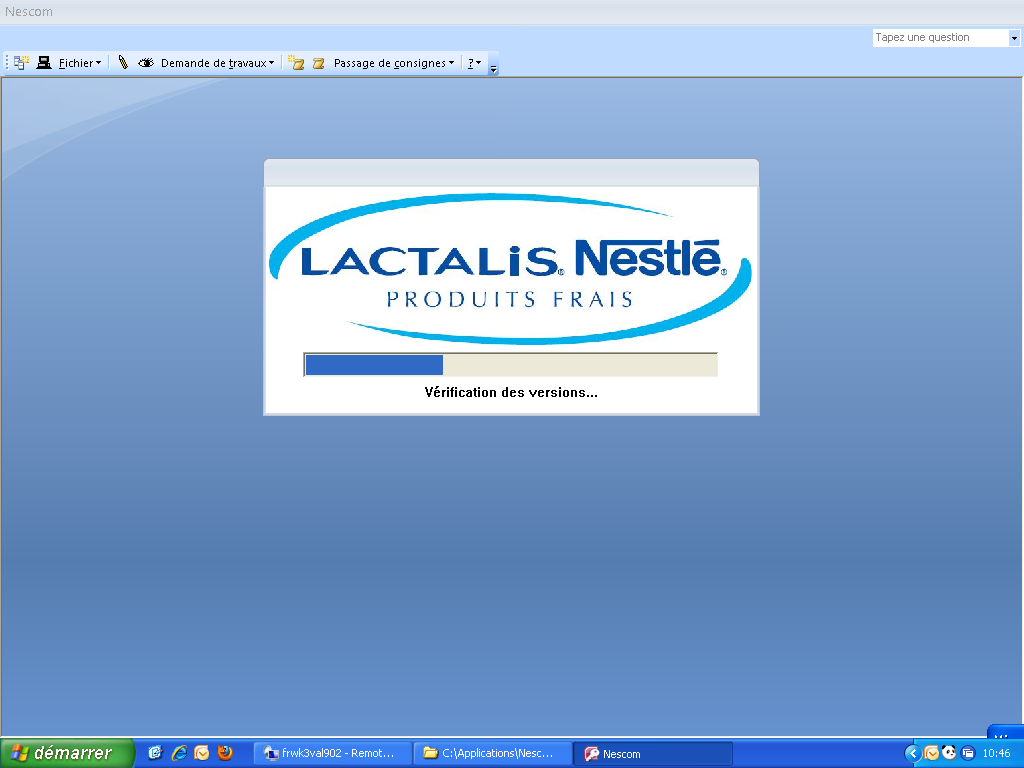 Nescom
Tapez une question
Fichier Demande de travaux Passage de consignes ?
LACTALiS® Nestlé®
PRODUITS FRAIS
Vérification des versions...
démarrer frwk3val902 - Remot... C:\Applications\Nesc... Nescom 10:46